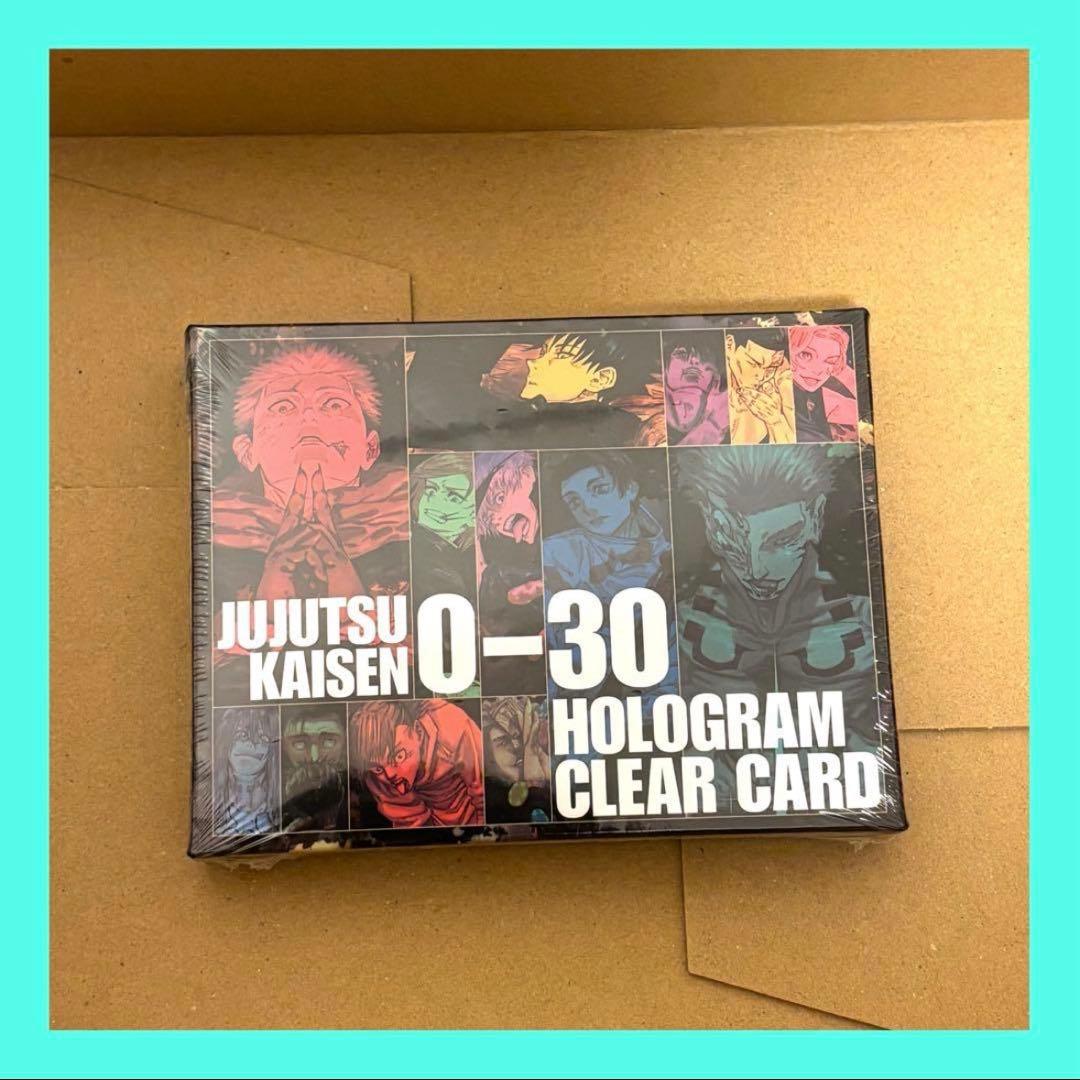 JUJUTSU
KAISEN 0-30
HOLOGRAM
CLEAR CARD